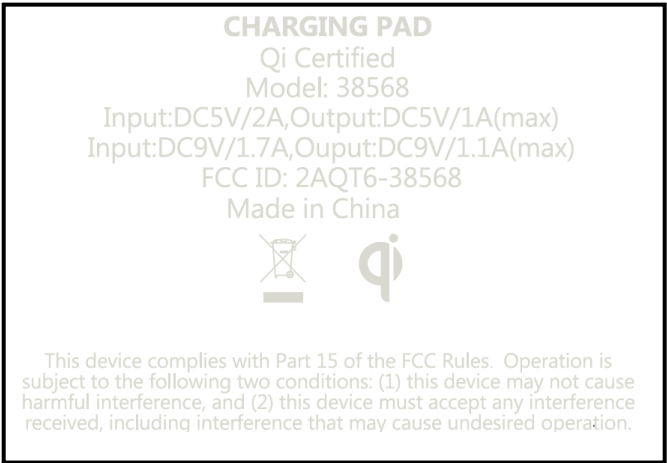 CHARGING PAD
Qi Certified
Model: 38568
Input:DC5V/2A,Output:DC5V/1A(max)
Input:DC9V/1.7A,Ouput:DC9V/1.1A(max)
FCC ID: 2AQT6-38568
Made in China
qi
This device complies with Part 15 of the FCC Rules.  Operation is
subject to the following two conditions: (1) this device may not cause
harmful interference, and (2) this device must accept any interference
received, including interference that may cause undesired operation.